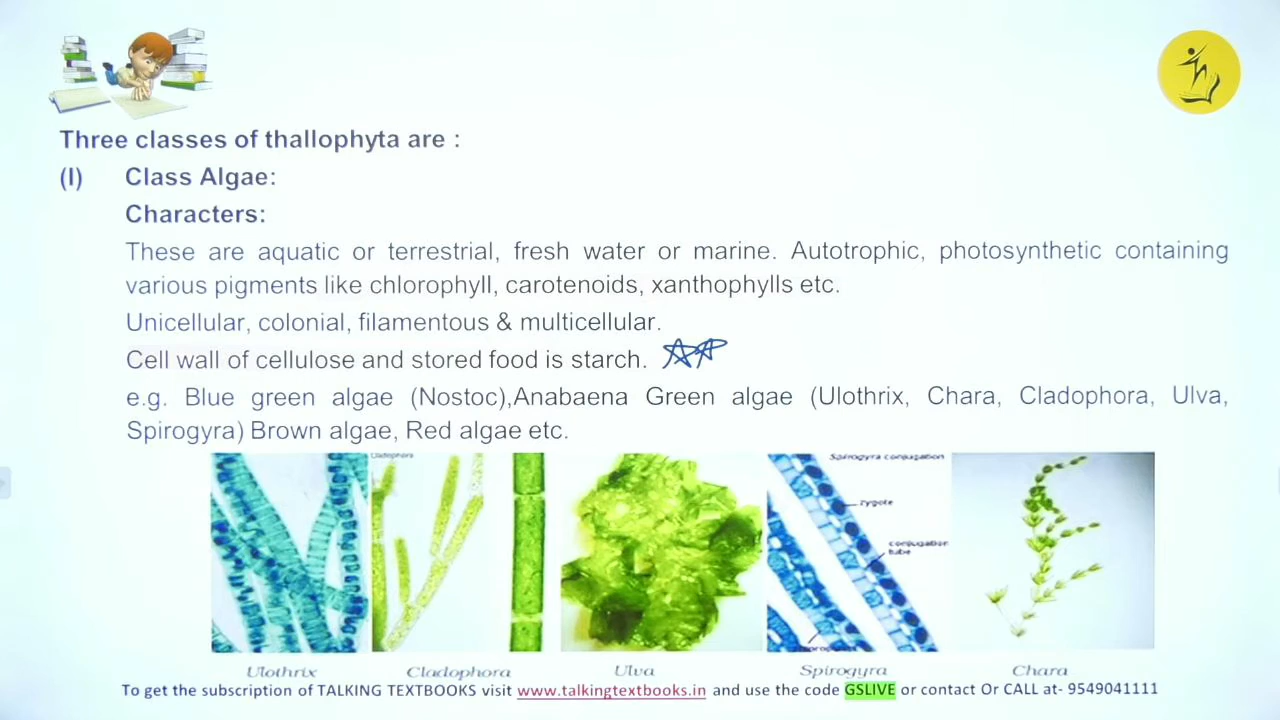 Three classes of thallophyta are :
(I) Class Algae:
Characters:
These are aquatic or terrestrial, fresh water or marine. Autotrophic, photosynthetic containing
various pigments like chlorophyll, carotenoids, xanthophylls etc.
Unicellular, colonial, filamentous & multicellular.
Cell wall of cellulose and stored food is starch.
e.g. Blue green algae (Nostoc),Anabaena Green algae (Ulothrix, Chara, Cladophora, Ulva,
Spirogyra) Brown algae, Red algae etc.
Cladophora
Spirogyra conjugation
zygote
conjugation
tube
Ulothrix Cladophora Ulva Spirogyra Chara
To get the subscription of TALKING TEXTBOOKS visit www.talkingtextbooks.in and use the code GSLIVE or contact Or CALL at- 9549041111